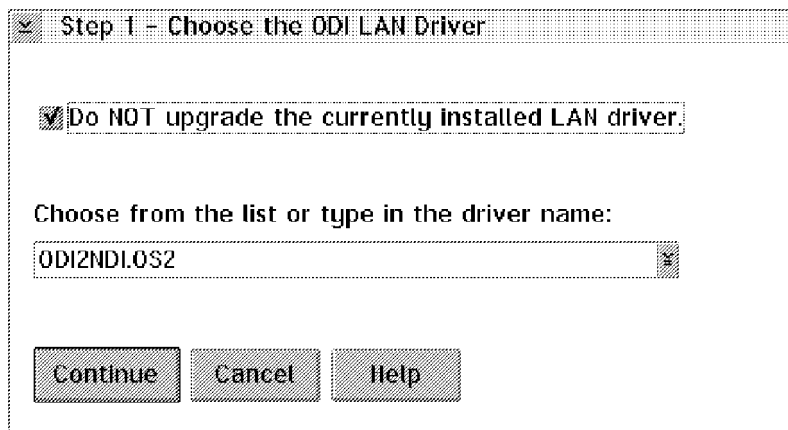 Step 1 - Choose the ODI LAN Driver
Do NOT upgrade the currently installed LAN driver.
Choose from the list or type in the driver name:
ODI2NDI.OS2
Continue Cancel Help